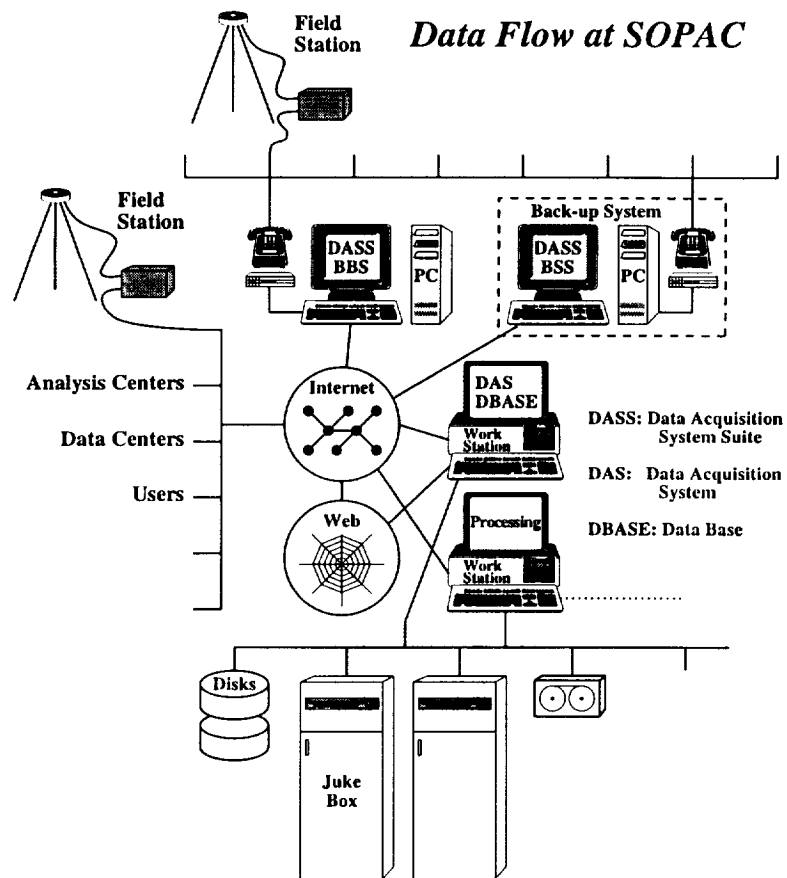 Data Flow at SOPAC
Field
Station
Field
Station
Back-up System
DASS
BBS
PC
DASS
BSS
PC
Analysis Centers
Data Centers
Users
Internet
Web
DAS
DBASE
Work
Station
Processing
Work
Station
DASS: Data Acquisition
System Suite
DAS: Data Acquisition
System
DBASE: Data Base
Disks
Juke
Box